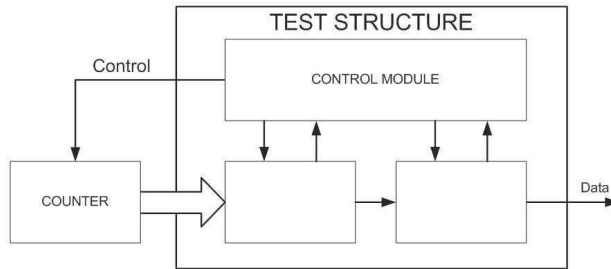 TEST STRUCTURE
Control
CONTROL MODULE
COUNTER
Data